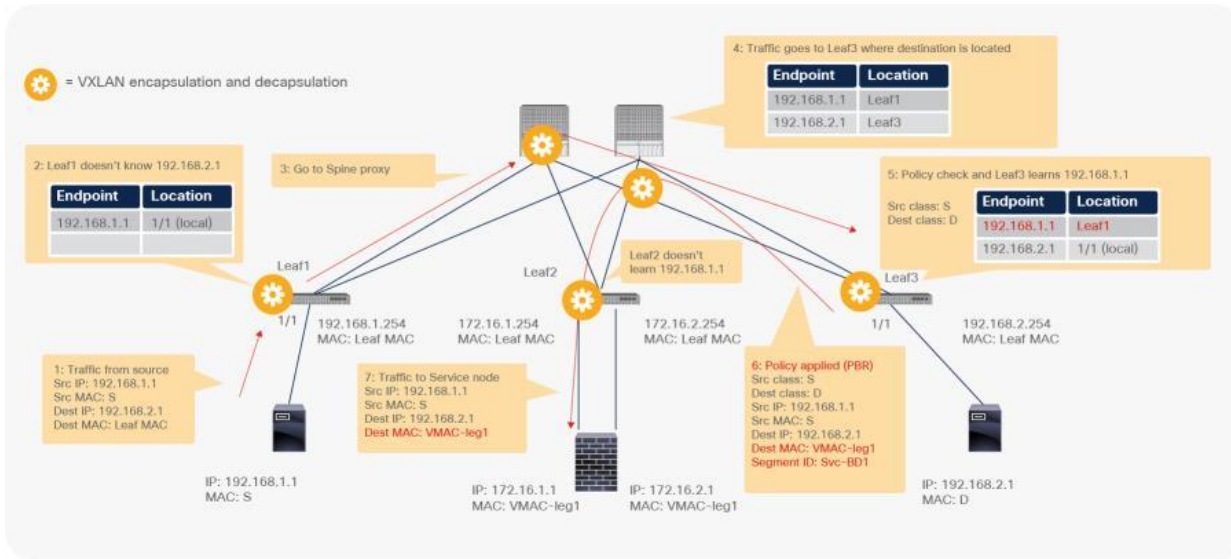 = VXLAN encapsulation and decapsulation
4: Traffic goes to Leaf3 where destination is located
Endpoint Location
192.168.1.1 Leaf1
192.168.2.1 Leaf3
2: Leaf1 doesn't know 192.168.2.1
Endpoint Location
192.168.1.1 1/1 (local)
3: Go to Spine proxy
5: Policy check and Leaf3 learns 192.168.1.1
Src class: S
Dest class: D
Endpoint Location
192.168.1.1 Leaf1
192.168.2.1 1/1 (local)
Leaf1
Leaf2
Leaf2 doesn't
learn 192.168.1.1
Leaf3
1/1
192.168.1.254
MAC: Leaf MAC
172.16.1.254
MAC: Leaf MAC
172.16.2.254
MAC: Leaf MAC
1/1
192.168.2.254
MAC: Leaf MAC
1: Traffic from source
Src IP: 192.168.1.1
Src MAC: S
Dest IP: 192.168.2.1
Dest MAC: Leaf MAC
7: Traffic to Service node
Src IP: 192.168.1.1
Src MAC: S
Dest IP: 192.168.2.1
Dest MAC: VMAC-leg1
6: Policy applied (PBR)
Src class: S
Dest class: D
Src IP: 192.168.1.1
Src MAC: S
Dest IP: 192.168.2.1
Dest MAC: VMAC-leg1
Segment ID: Svc-BD1
IP: 192.168.1.1
MAC: S
IP: 172.16.1.1
MAC: VMAC-leg1
IP: 172.16.2.1
MAC: VMAC-leg1
IP: 192.168.2.1
MAC: D